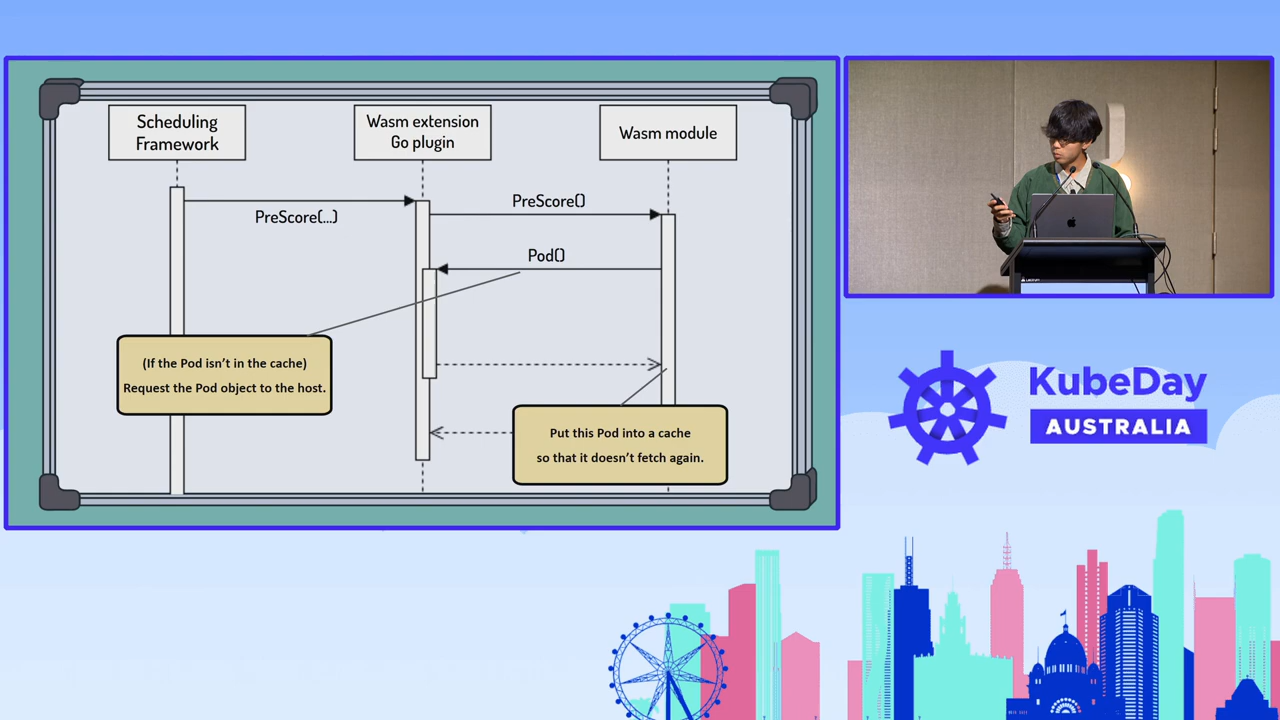 Scheduling
Framework
Wasm extension
Go plugin
Wasm module
PreScore(...)
PreScore()
Pod()
(If the Pod isn't in the cache)
Request the Pod object to the host.
Put this Pod into a cache
so that it doesn't fetch again.
KubeDay
AUSTRALIA